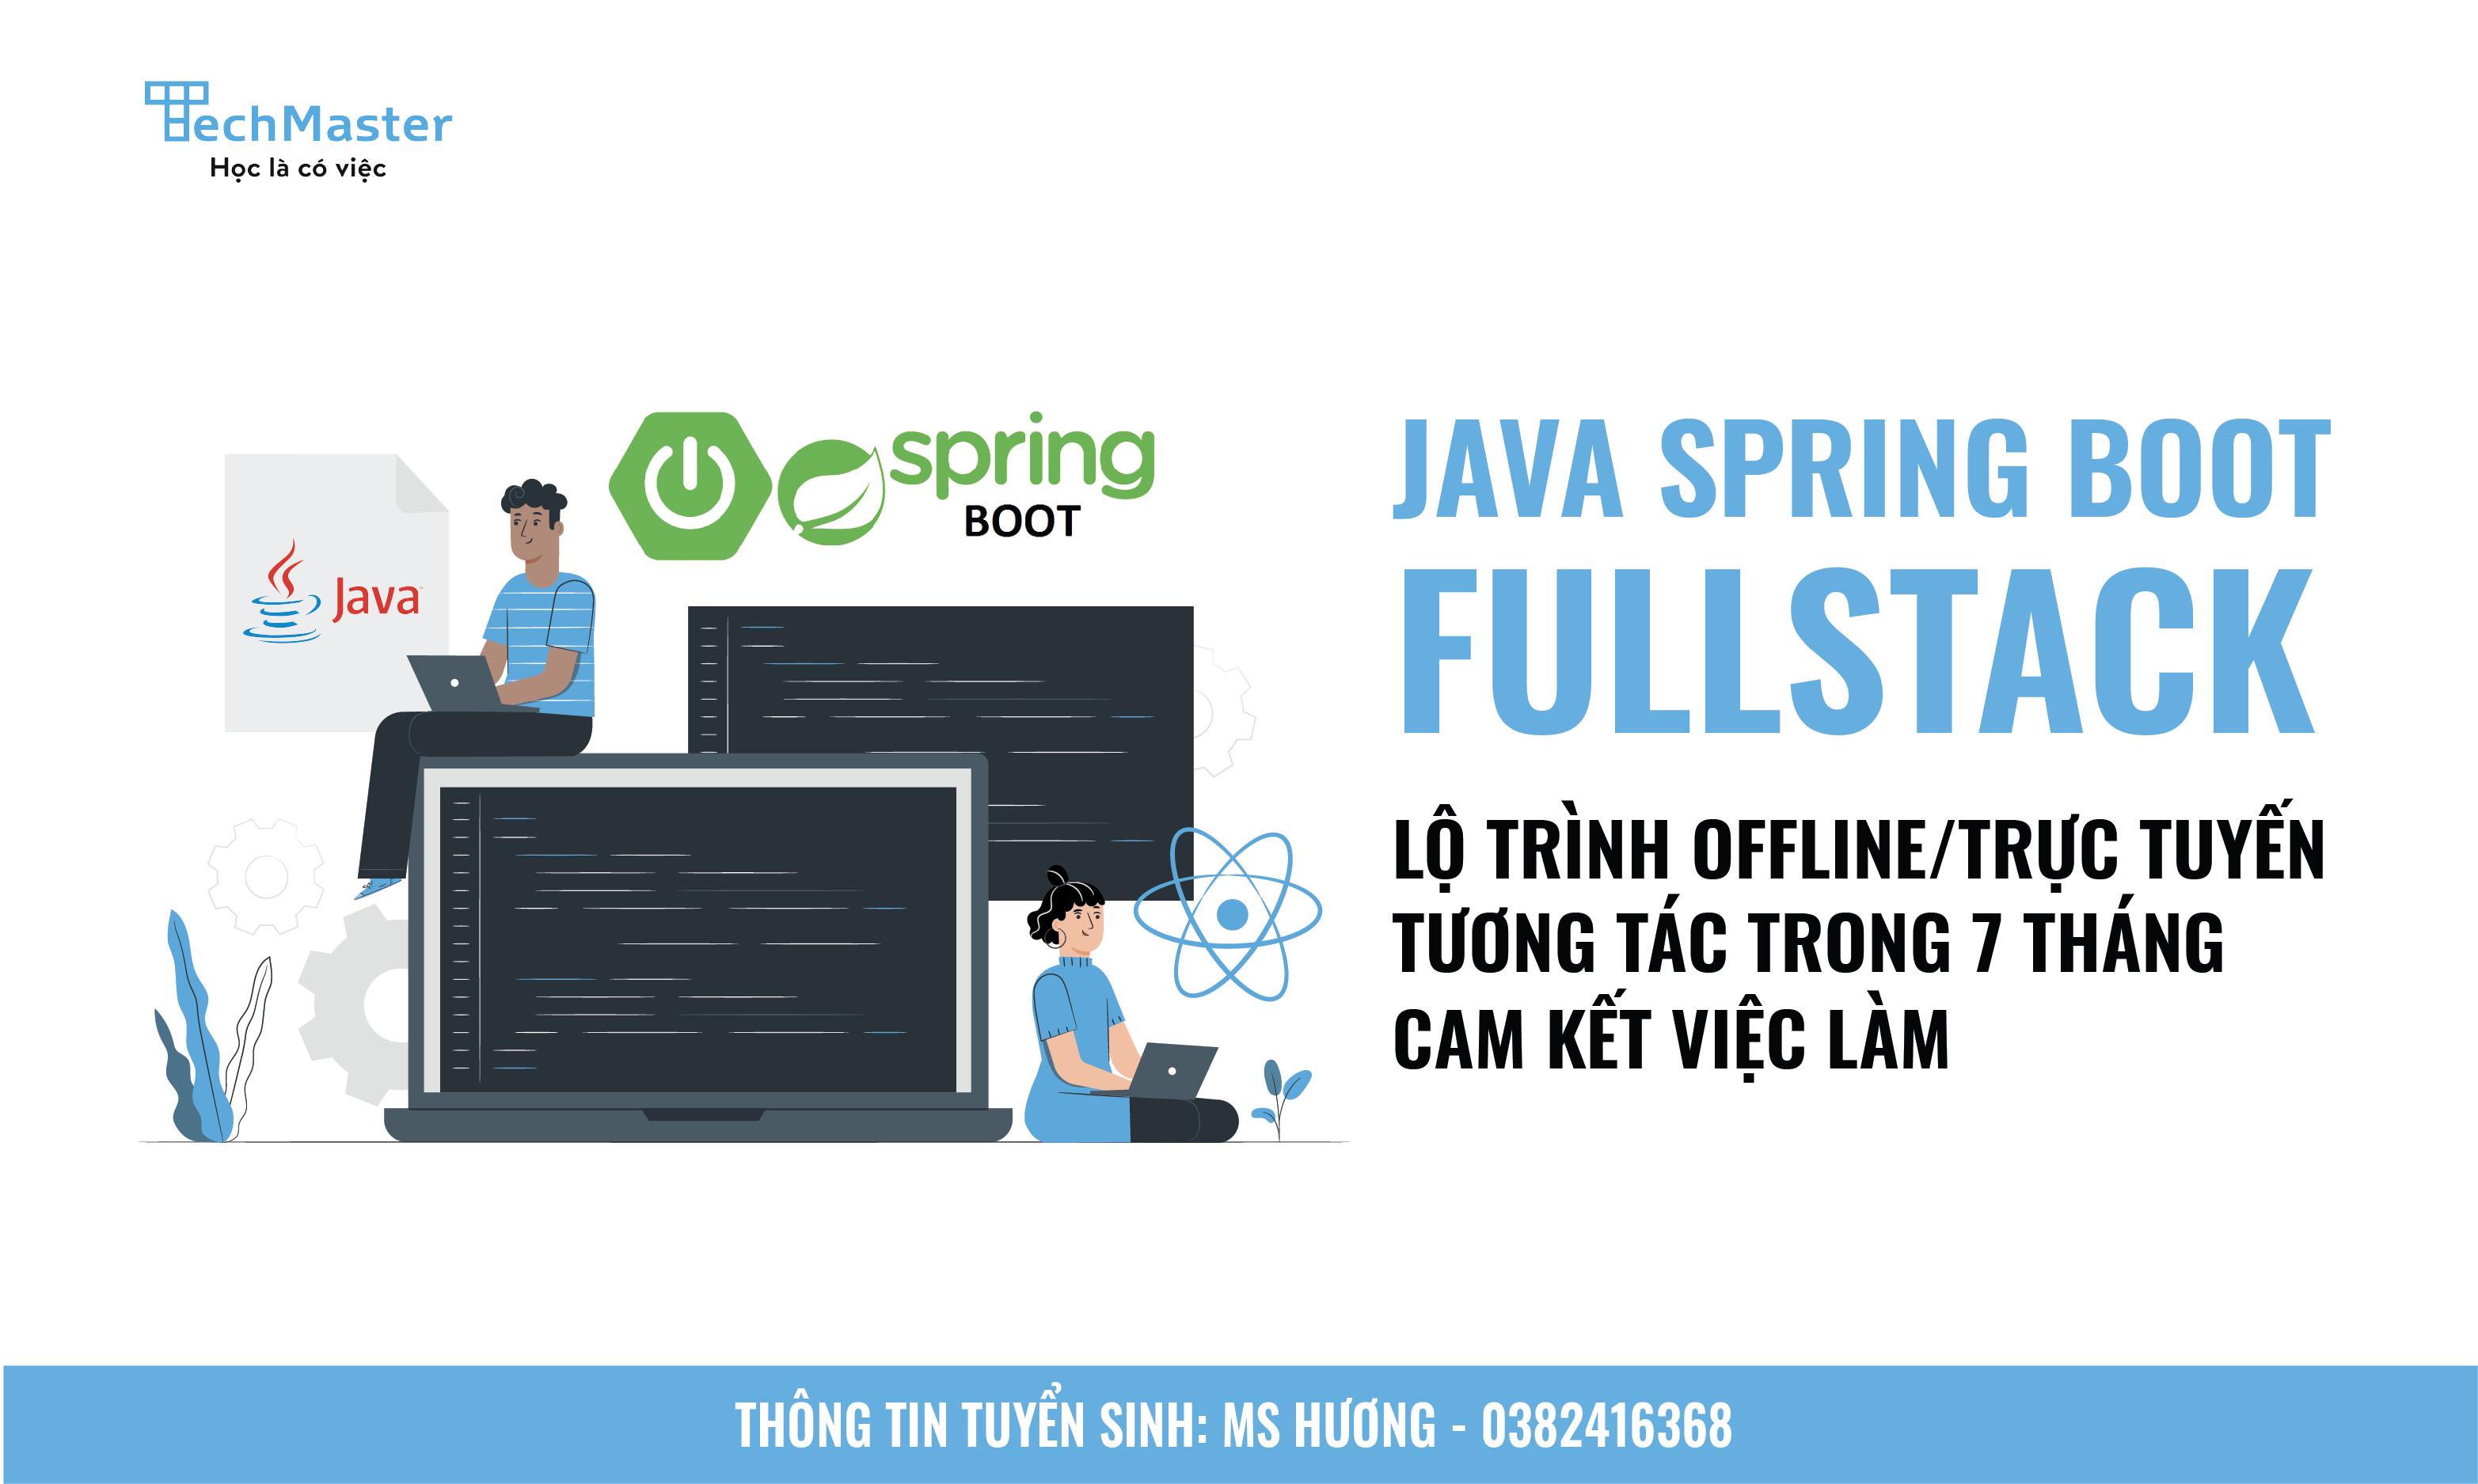 TechMaster
Học là có việc
spring
BOOT
Java
JAVA SPRING BOOT
FULLSTACK
LỘ TRÌNH OFFLINE/TRỰC TUYẾN
TƯƠNG TÁC TRONG 7 THÁNG
CAM KẾT VIỆC LÀM
THÔNG TIN TUYỂN SINH: MS HƯƠNG - 0382416368